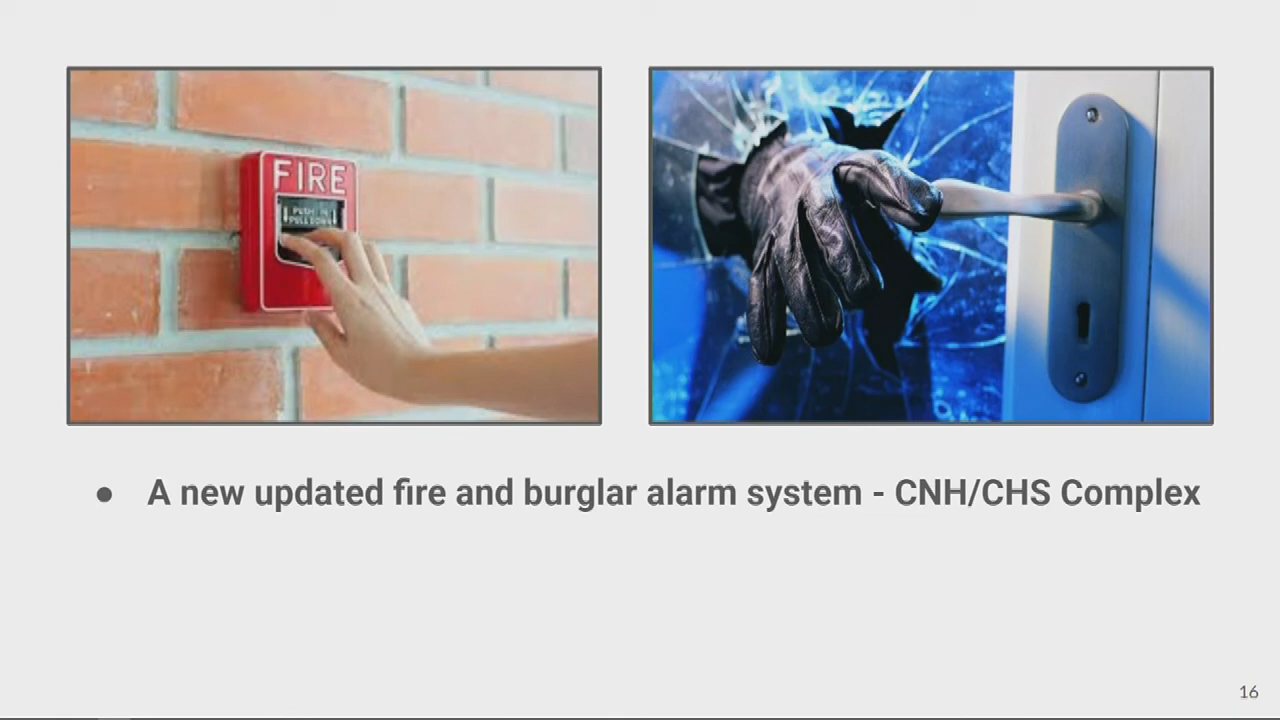 FIRE
PUSH IN
PULL DOWN
● A new updated fire and burglar alarm system - CNH/CHS Complex
16